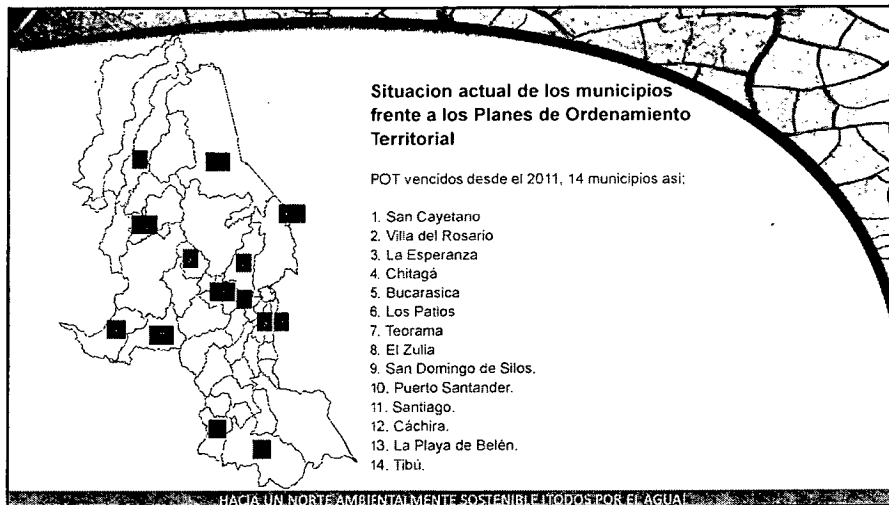 Situacion actual de los municipios
frente a los Planes de Ordenamiento
Territorial
POT vencidos desde el 2011, 14 municipios asi:
1. San Cayetano
2. Villa del Rosario
3. La Esperanza
4. Chitagá
5. Bucarasica
6. Los Patios
7. Teorama
8. El Zulia
9. San Domingo de Silos.
10. Puerto Santander.
11. Santiago.
12. Cáchira.
13. La Playa de Belén.
14. Tibú.
HACIA UN NORTE AMBIENTALMENTE SOSTENIBLE ¡TODOS POR EL AGUA!